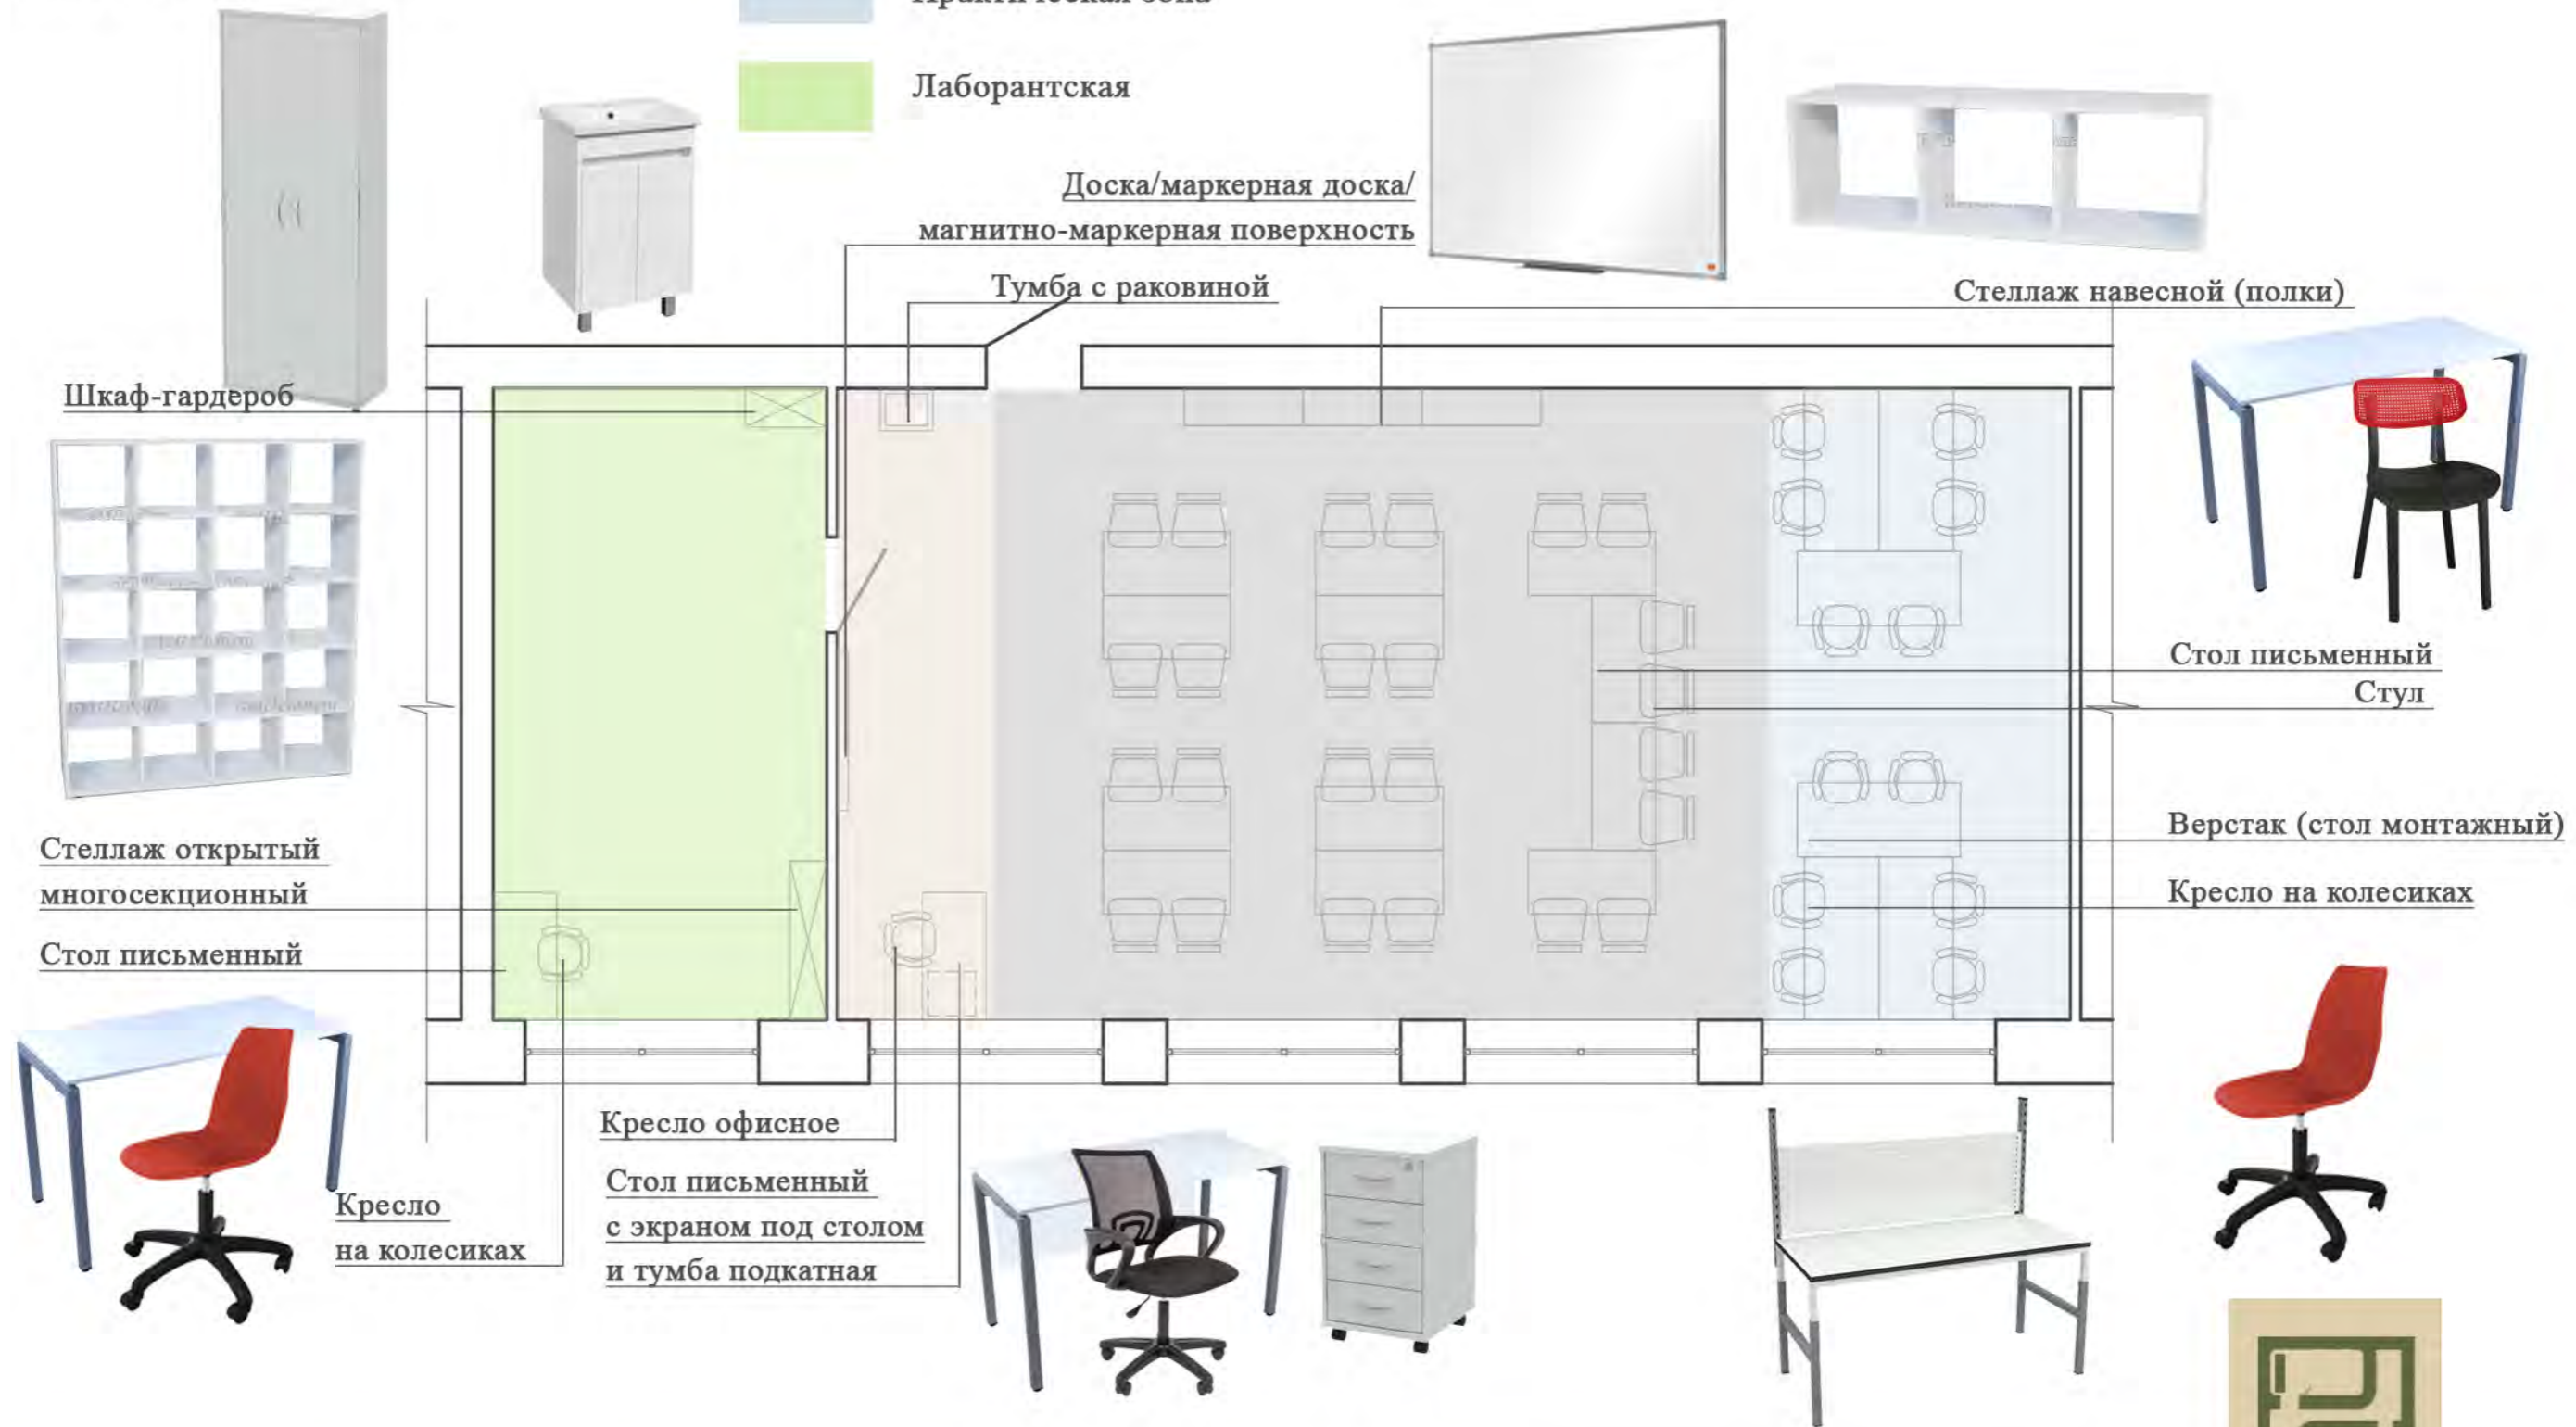 Практическая зона
Лаборантская
Доска/маркерная доска/
магнитно-маркерная поверхность
Тумба с раковиной
Стеллаж навесной (полки)
Шкаф-гардероб
Стол письменный
Стул
Верстак (стол монтажный)
Кресло на колесиках
Стеллаж открытый
многосекционный
Стол письменный
Кресло
на колесиках
Кресло офисное
Стол письменный
с экраном под столом
и тумба подкатная